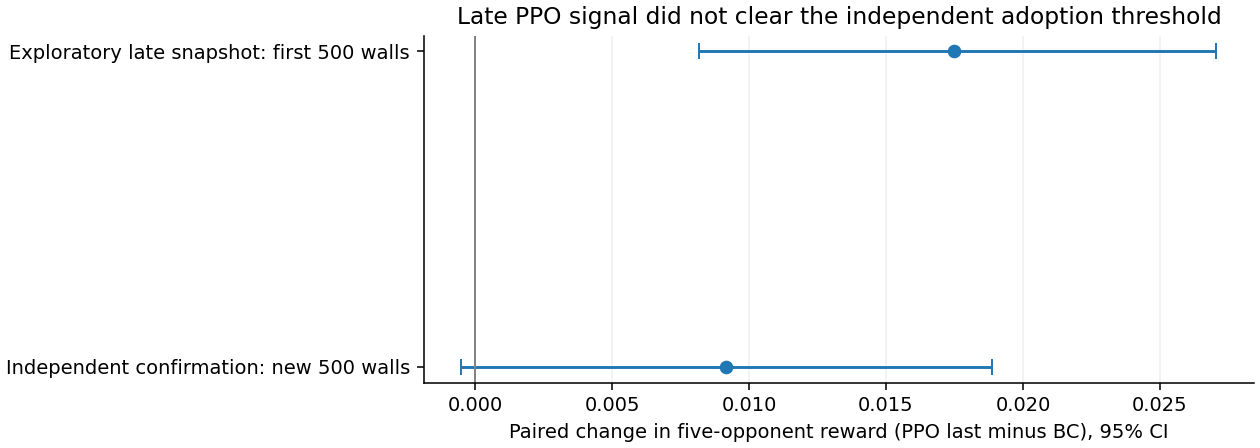 Late PPO signal did not clear the independent adoption threshold
Exploratory late snapshot: first 500 walls
Independent confirmation: new 500 walls
0.000 0.005 0.010 0.015 0.020 0.025
Paired change in five-opponent reward (PPO last minus BC), 95% CI